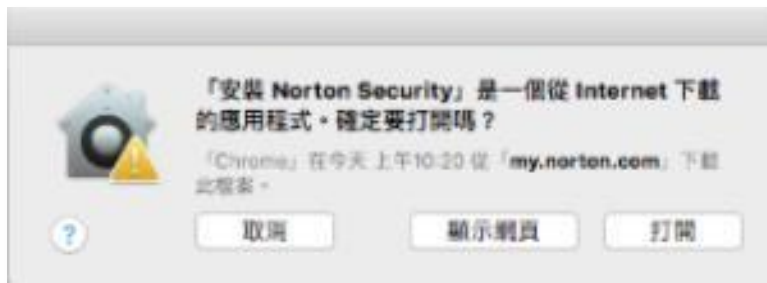 「安裝 Norton Security」是一個從 Internet 下載
的應用程式。確定要打開嗎？
「Chrome」在今天 上午10:20 從「my.norton.com」下載
此檔案。
?
取消
顯示網頁
打開